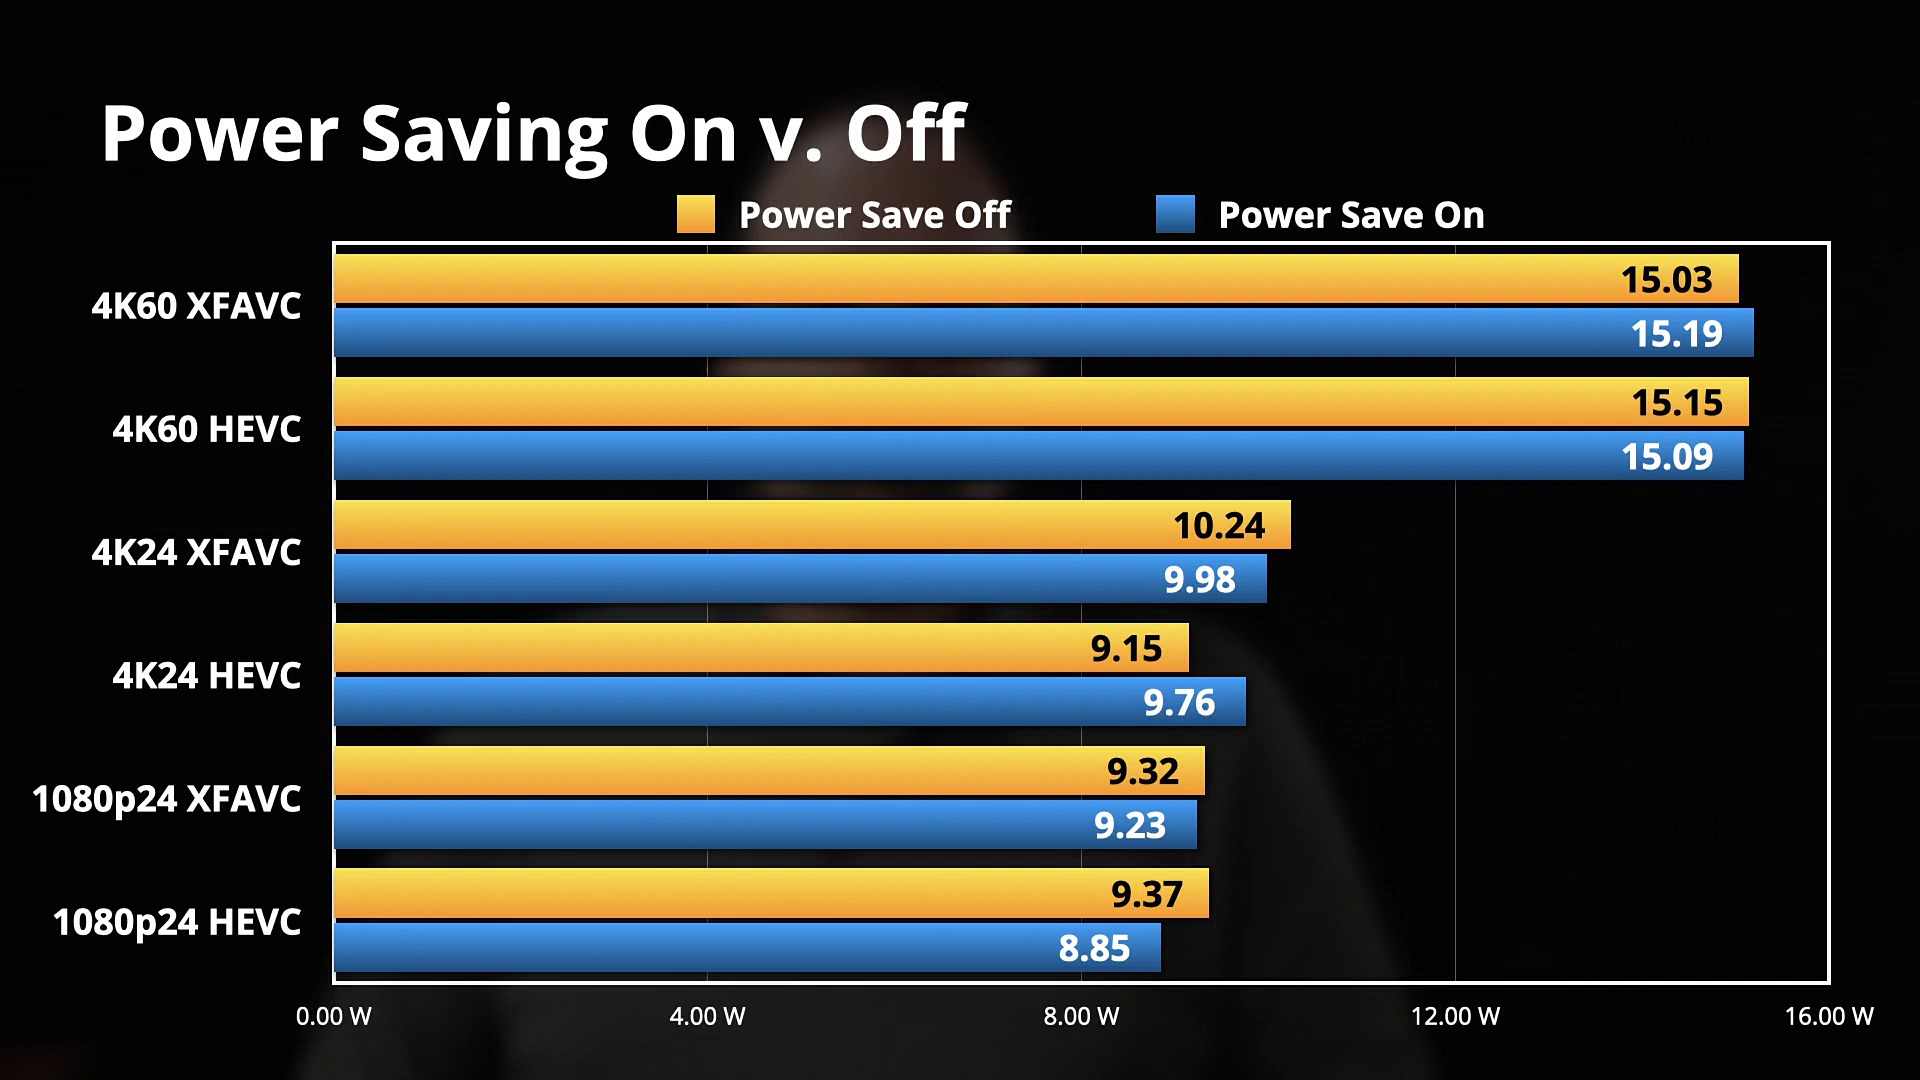 Power Saving On v. Off
Power Save Off
Power Save On
4K60 XFAVC
15.03
15.19
4K60 HEVC
15.15
15.09
4K24 XFAVC
10.24
9.98
4K24 HEVC
9.15
9.76
1080p24 XFAVC
9.32
9.23
1080p24 HEVC
9.37
8.85
0.00 W
4.00 W
8.00 W
12.00 W
16.00 W